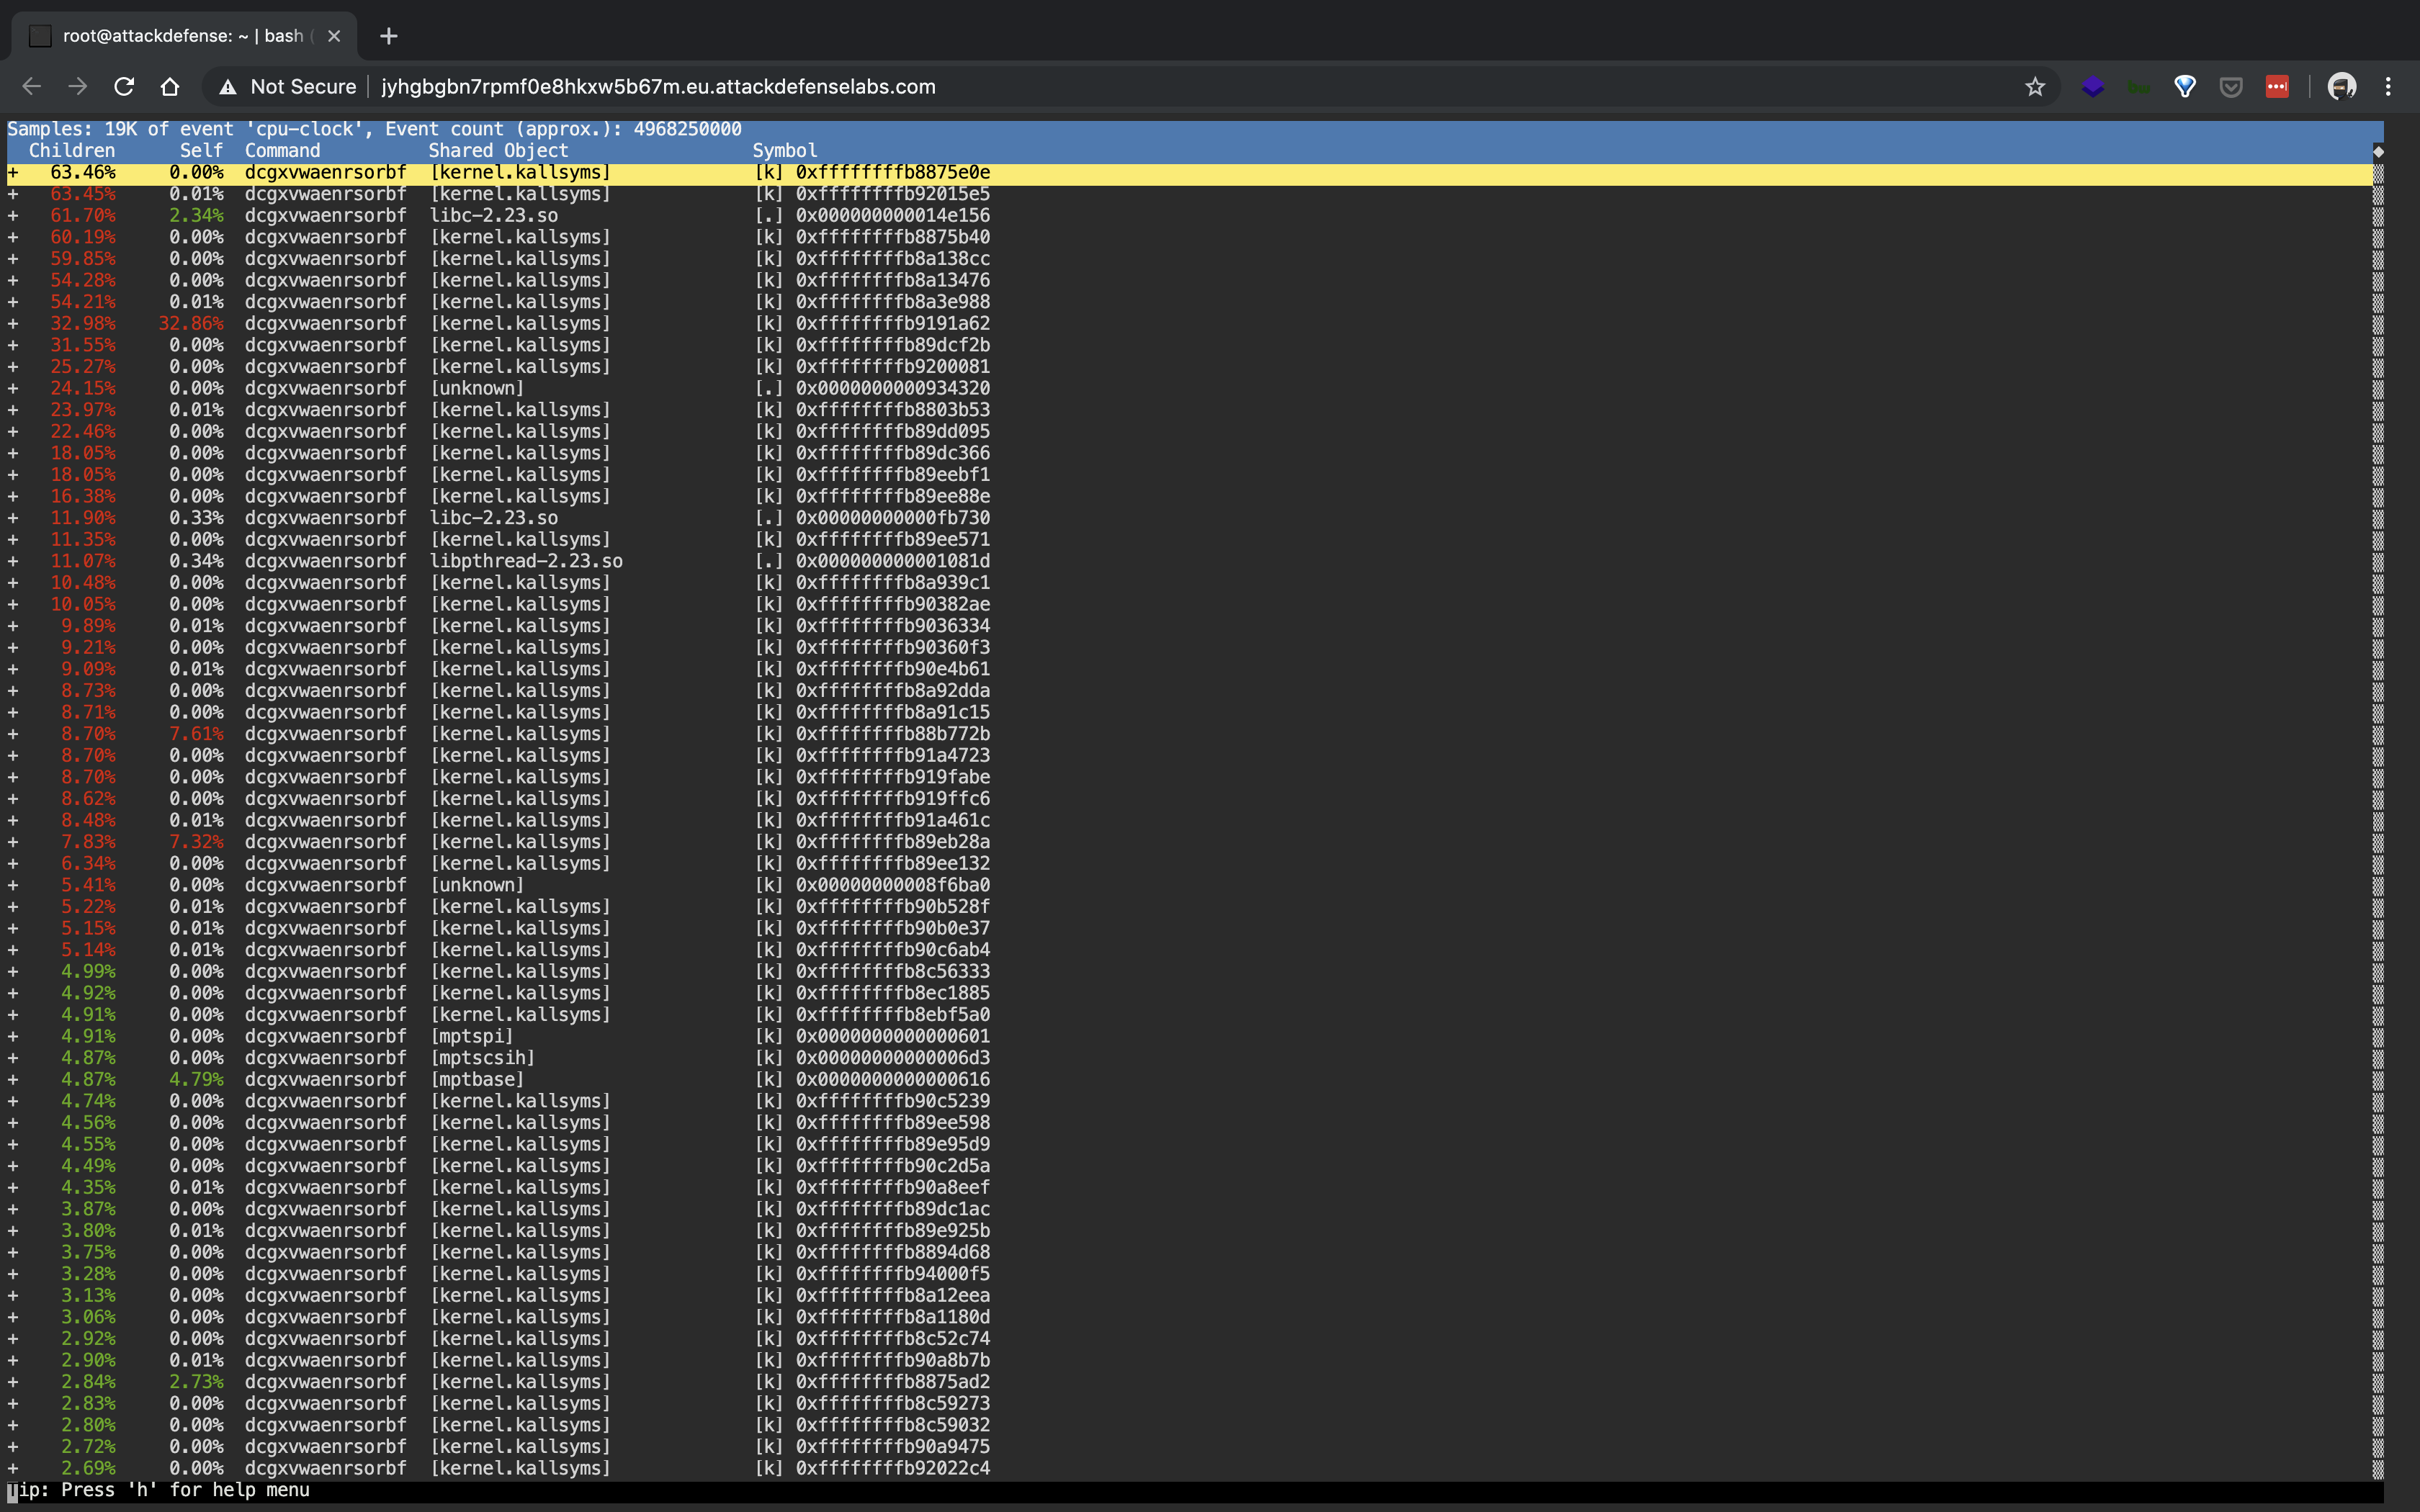 root@attackdefense: ~ | bash (
Not Secure | jyhgbgbn7rpmf0e8hkxw5b67m.eu.attackdefenselabs.com
Samples: 19K of event 'cpu-clock', Event count (approx.): 4968250000
Children Self Command Shared Object Symbol
+ 63.46% 0.00% dcgxvwaenrsorbf [kernel.kallsyms] [k] 0xffffffffb8875e0e
+ 63.45% 0.01% dcgxvwaenrsorbf [kernel.kallsyms] [k] 0xffffffffb92015e5
+ 61.70% 2.34% dcgxvwaenrsorbf libc-2.23.so [.] 0x000000000014e156
+ 60.19% 0.00% dcgxvwaenrsorbf [kernel.kallsyms] [k] 0xffffffffb8875b40
+ 59.85% 0.00% dcgxvwaenrsorbf [kernel.kallsyms] [k] 0xffffffffb8a138cc
+ 54.28% 0.00% dcgxvwaenrsorbf [kernel.kallsyms] [k] 0xffffffffb8a13476
+ 54.21% 0.01% dcgxvwaenrsorbf [kernel.kallsyms] [k] 0xffffffffb8a3e988
+ 32.98% 32.86% dcgxvwaenrsorbf [kernel.kallsyms] [k] 0xffffffffb9191a62
+ 31.55% 0.00% dcgxvwaenrsorbf [kernel.kallsyms] [k] 0xffffffffb89dcf2b
+ 25.27% 0.00% dcgxvwaenrsorbf [kernel.kallsyms] [k] 0xffffffffb9200081
+ 24.15% 0.00% dcgxvwaenrsorbf [unknown] [.] 0x0000000000934320
+ 23.97% 0.01% dcgxvwaenrsorbf [kernel.kallsyms] [k] 0xffffffffb8803b53
+ 22.46% 0.00% dcgxvwaenrsorbf [kernel.kallsyms] [k] 0xffffffffb89dd095
+ 18.05% 0.00% dcgxvwaenrsorbf [kernel.kallsyms] [k] 0xffffffffb89dc366
+ 18.05% 0.00% dcgxvwaenrsorbf [kernel.kallsyms] [k] 0xffffffffb89eebf1
+ 16.38% 0.00% dcgxvwaenrsorbf [kernel.kallsyms] [k] 0xffffffffb89ee88e
+ 11.90% 0.33% dcgxvwaenrsorbf libc-2.23.so [.] 0x00000000000fb730
+ 11.35% 0.00% dcgxvwaenrsorbf [kernel.kallsyms] [k] 0xffffffffb89ee571
+ 11.07% 0.34% dcgxvwaenrsorbf libpthread-2.23.so [.] 0x000000000001081d
+ 10.48% 0.00% dcgxvwaenrsorbf [kernel.kallsyms] [k] 0xffffffffb8a939c1
+ 10.05% 0.00% dcgxvwaenrsorbf [kernel.kallsyms] [k] 0xffffffffb90382ae
+ 9.89% 0.01% dcgxvwaenrsorbf [kernel.kallsyms] [k] 0xffffffffb9036334
+ 9.21% 0.00% dcgxvwaenrsorbf [kernel.kallsyms] [k] 0xffffffffb90360f3
+ 9.09% 0.01% dcgxvwaenrsorbf [kernel.kallsyms] [k] 0xffffffffb90e4b61
+ 8.73% 0.00% dcgxvwaenrsorbf [kernel.kallsyms] [k] 0xffffffffb8a92dda
+ 8.71% 0.00% dcgxvwaenrsorbf [kernel.kallsyms] [k] 0xffffffffb8a91c15
+ 8.70% 7.61% dcgxvwaenrsorbf [kernel.kallsyms] [k] 0xffffffffb88b772b
+ 8.70% 0.00% dcgxvwaenrsorbf [kernel.kallsyms] [k] 0xffffffffb91a4723
+ 8.70% 0.00% dcgxvwaenrsorbf [kernel.kallsyms] [k] 0xffffffffb919fabe
+ 8.62% 0.00% dcgxvwaenrsorbf [kernel.kallsyms] [k] 0xffffffffb919ffc6
+ 8.48% 0.01% dcgxvwaenrsorbf [kernel.kallsyms] [k] 0xffffffffb91a461c
+ 7.83% 7.32% dcgxvwaenrsorbf [kernel.kallsyms] [k] 0xffffffffb89eb28a
+ 6.34% 0.00% dcgxvwaenrsorbf [kernel.kallsyms] [k] 0xffffffffb89ee132
+ 5.41% 0.00% dcgxvwaenrsorbf [unknown] [k] 0x00000000008f6ba0
+ 5.22% 0.01% dcgxvwaenrsorbf [kernel.kallsyms] [k] 0xffffffffb90b528f
+ 5.15% 0.01% dcgxvwaenrsorbf [kernel.kallsyms] [k] 0xffffffffb90b0e37
+ 5.14% 0.01% dcgxvwaenrsorbf [kernel.kallsyms] [k] 0xffffffffb90c6ab4
+ 4.99% 0.00% dcgxvwaenrsorbf [kernel.kallsyms] [k] 0xffffffffb8c56333
+ 4.92% 0.00% dcgxvwaenrsorbf [kernel.kallsyms] [k] 0xffffffffb8ec1885
+ 4.91% 0.00% dcgxvwaenrsorbf [kernel.kallsyms] [k] 0xffffffffb8ebf5a0
+ 4.91% 0.00% dcgxvwaenrsorbf [mptspi] [k] 0x0000000000000601
+ 4.87% 0.00% dcgxvwaenrsorbf [mptscsih] [k] 0x00000000000006d3
+ 4.87% 4.79% dcgxvwaenrsorbf [mptbase] [k] 0x0000000000000616
+ 4.74% 0.00% dcgxvwaenrsorbf [kernel.kallsyms] [k] 0xffffffffb90c5239
+ 4.56% 0.00% dcgxvwaenrsorbf [kernel.kallsyms] [k] 0xffffffffb89ee598
+ 4.55% 0.00% dcgxvwaenrsorbf [kernel.kallsyms] [k] 0xffffffffb89e95d9
+ 4.49% 0.00% dcgxvwaenrsorbf [kernel.kallsyms] [k] 0xffffffffb90c2d5a
+ 4.35% 0.01% dcgxvwaenrsorbf [kernel.kallsyms] [k] 0xffffffffb90a8eef
+ 3.87% 0.00% dcgxvwaenrsorbf [kernel.kallsyms] [k] 0xffffffffb89dc1ac
+ 3.80% 0.01% dcgxvwaenrsorbf [kernel.kallsyms] [k] 0xffffffffb89e925b
+ 3.75% 0.00% dcgxvwaenrsorbf [kernel.kallsyms] [k] 0xffffffffb8894d68
+ 3.28% 0.00% dcgxvwaenrsorbf [kernel.kallsyms] [k] 0xffffffffb94000f5
+ 3.13% 0.00% dcgxvwaenrsorbf [kernel.kallsyms] [k] 0xffffffffb8a12eea
+ 3.06% 0.00% dcgxvwaenrsorbf [kernel.kallsyms] [k] 0xffffffffb8a1180d
+ 2.92% 0.00% dcgxvwaenrsorbf [kernel.kallsyms] [k] 0xffffffffb8c52c74
+ 2.90% 0.01% dcgxvwaenrsorbf [kernel.kallsyms] [k] 0xffffffffb90a8b7b
+ 2.84% 2.73% dcgxvwaenrsorbf [kernel.kallsyms] [k] 0xffffffffb8875ad2
+ 2.83% 0.00% dcgxvwaenrsorbf [kernel.kallsyms] [k] 0xffffffffb8c59273
+ 2.80% 0.00% dcgxvwaenrsorbf [kernel.kallsyms] [k] 0xffffffffb8c59032
+ 2.72% 0.00% dcgxvwaenrsorbf [kernel.kallsyms] [k] 0xffffffffb90a9475
+ 2.69% 0.00% dcgxvwaenrsorbf [kernel.kallsyms] [k] 0xffffffffb92022c4
Tip: Press 'h' for help menu